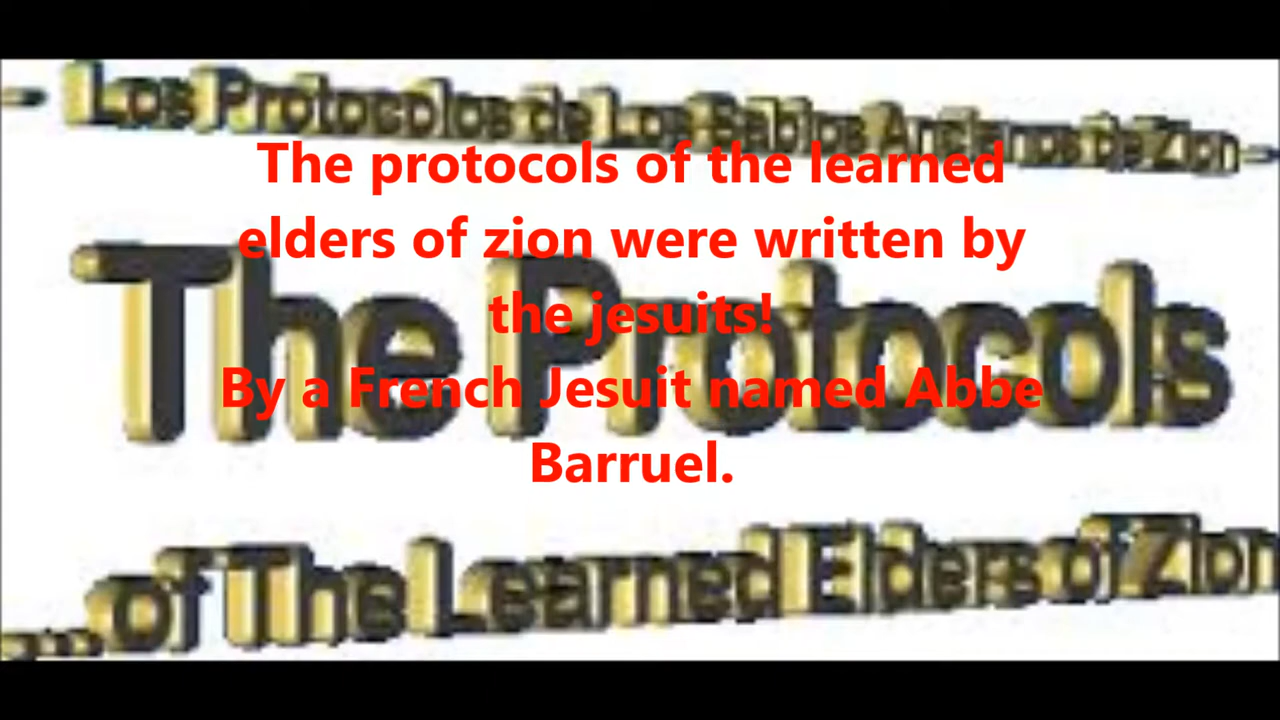 - Los Protocolos de Los Sabios Ancianos de Zion -
The protocols of the learned
elders of zion were written by
the jesuits!
The Protocols
By a French Jesuit named Abbe
Barruel.
...of The Learned Elders of Zion